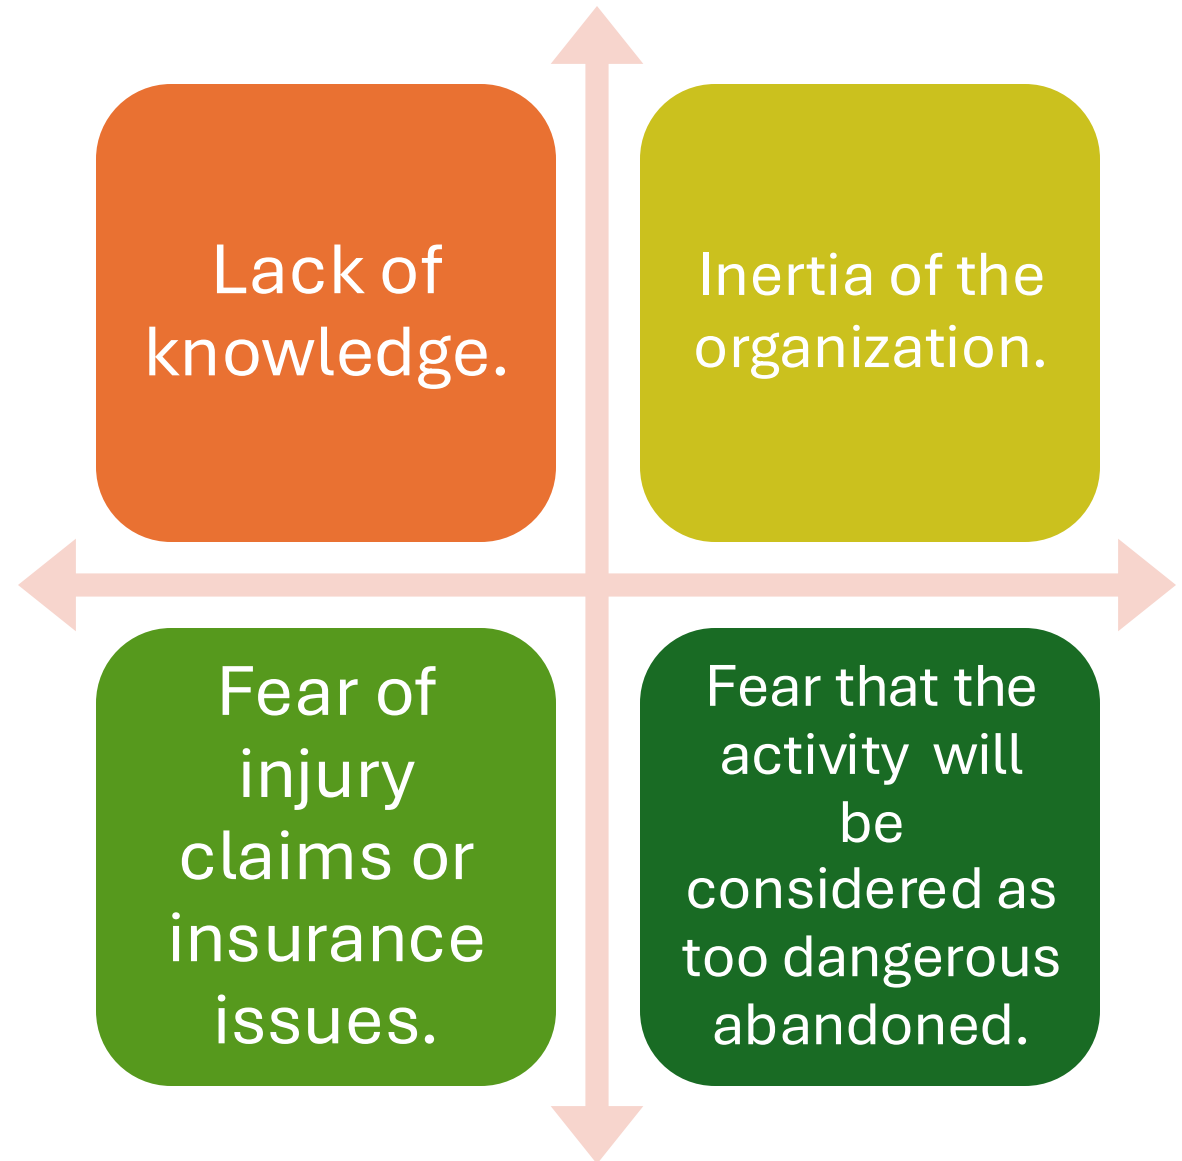 Lack of
knowledge.
Inertia of the
organization.
Fear of
injury
claims or
insurance
issues.
Fear that the
activity  will
be
considered as
too dangerous
abandoned.